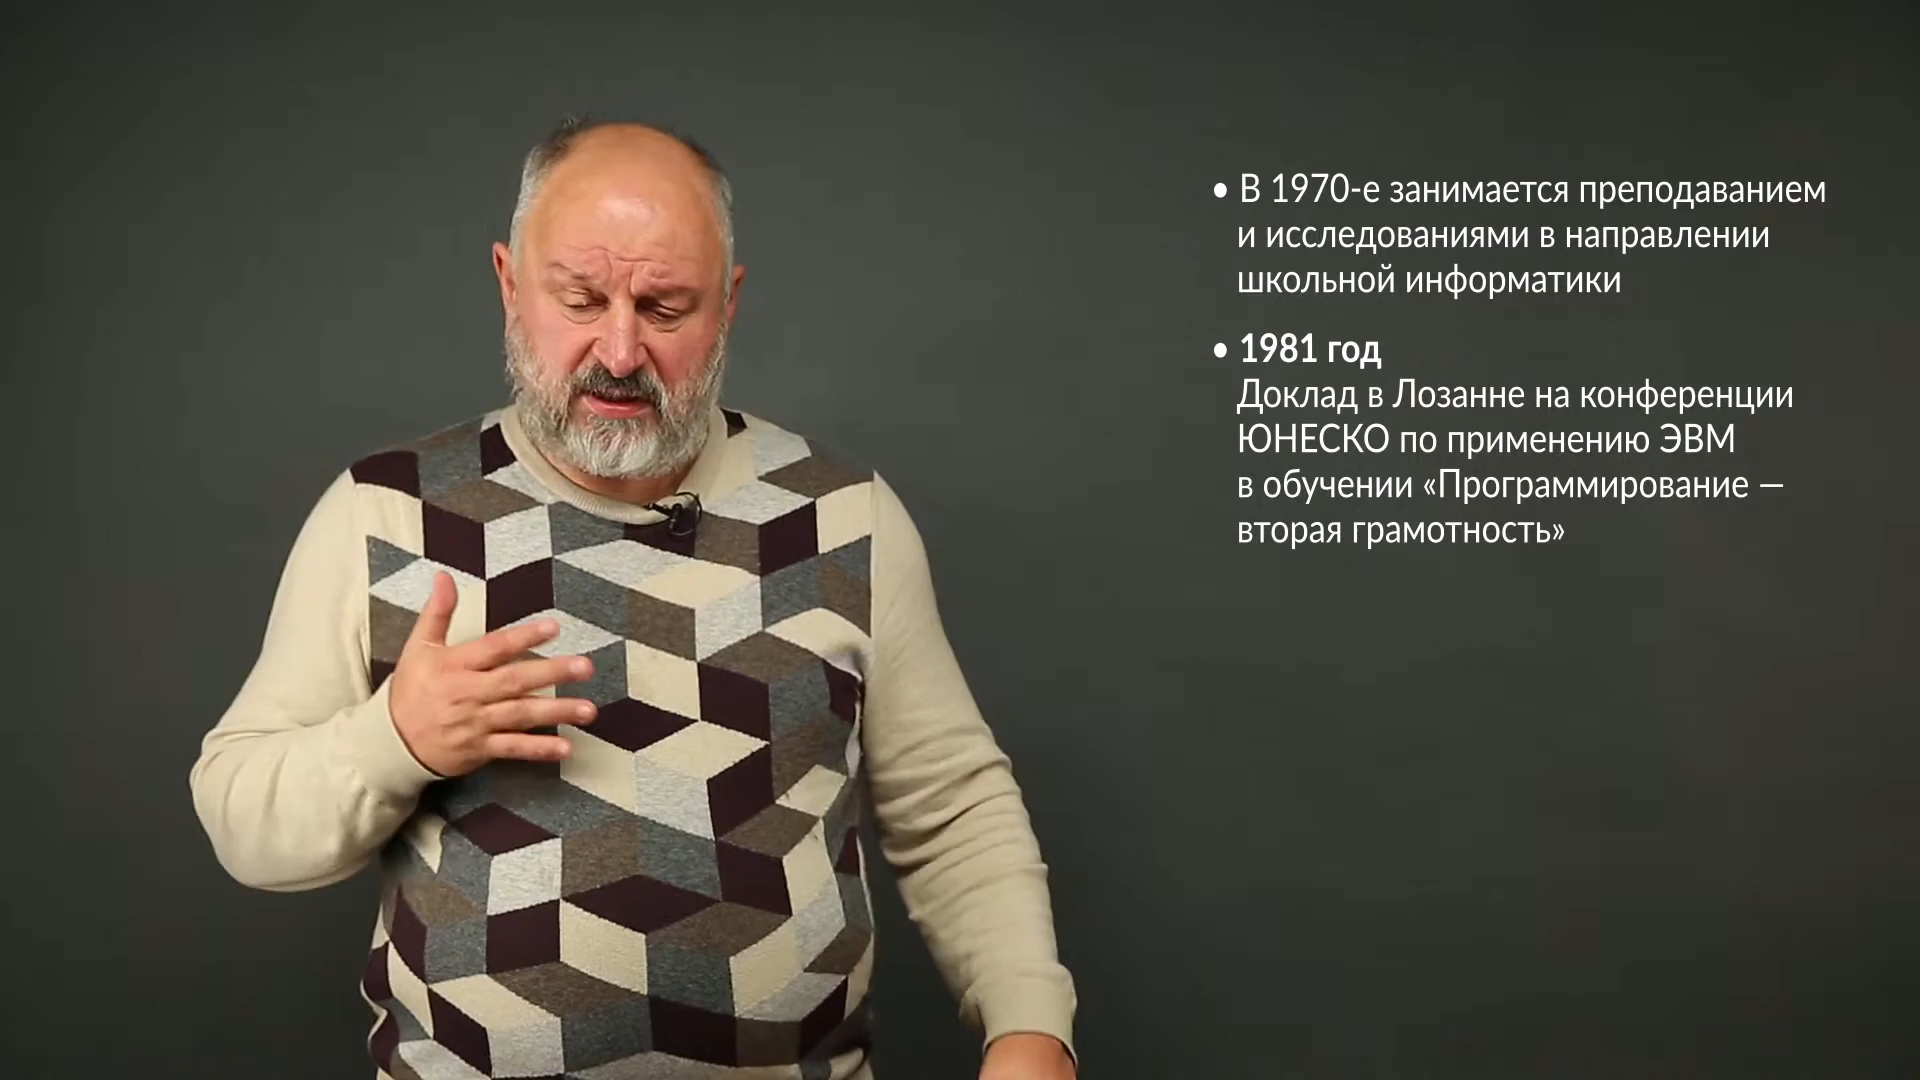 • В 1970-е занимается преподаванием
и исследованиями в направлении
школьной информатики
• 1981 год
Доклад в Лозанне на конференции
ЮНЕСКО по применению ЭВМ
в обучении «Программирование —
вторая грамотность»